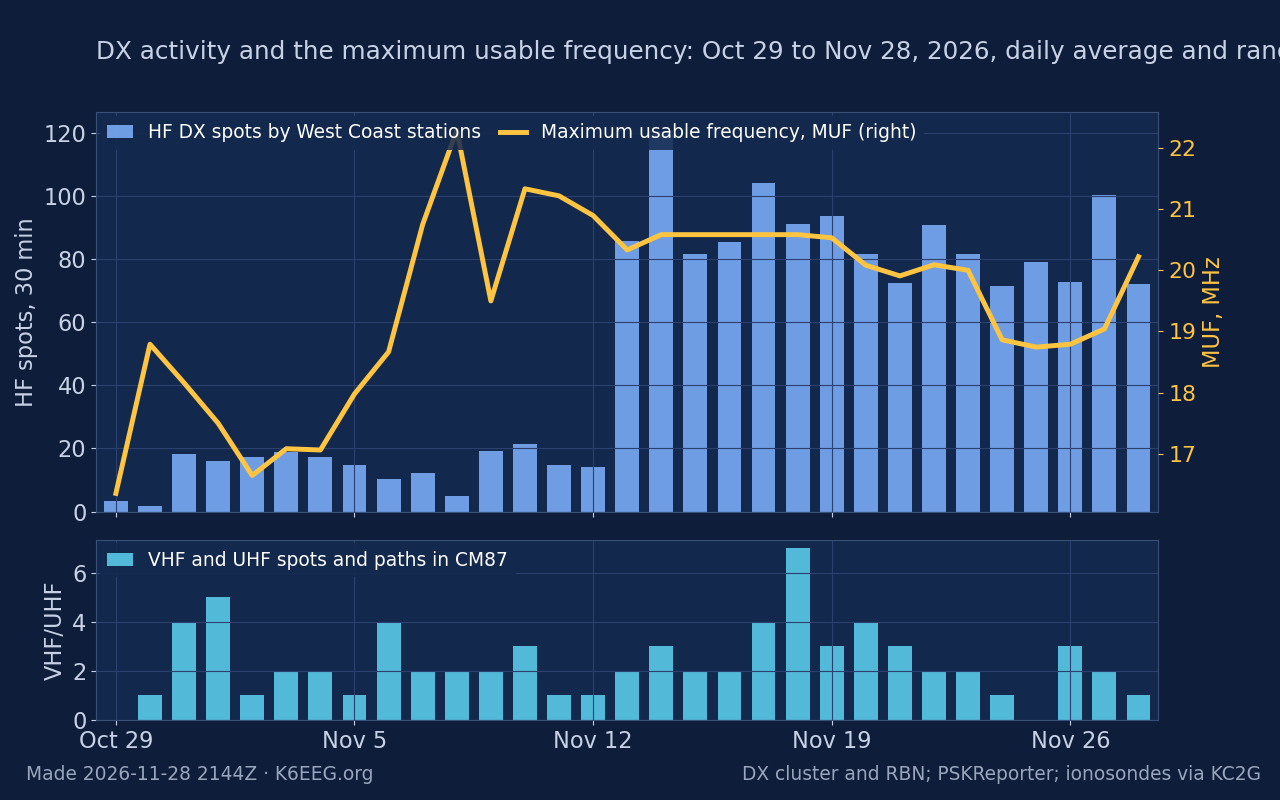 DX activity and the maximum usable frequency: Oct 29 to Nov 28, 2026, daily average and
HF DX spots by West Coast stations
Maximum usable frequency, MUF (right)
120
100
80
60
40
20
0
HF spots, 30 min
22
21
20
19
18
17
MUF, MHz
VHF and UHF spots and paths in CM87
6
4
2
0
VHF/UHF
Oct 29 Nov 5 Nov 12 Nov 19 Nov 26
Made 2026-11-28 2144Z · K6EEG.org
DX cluster and RBN; PSKReporter; ionosondes via KC2G